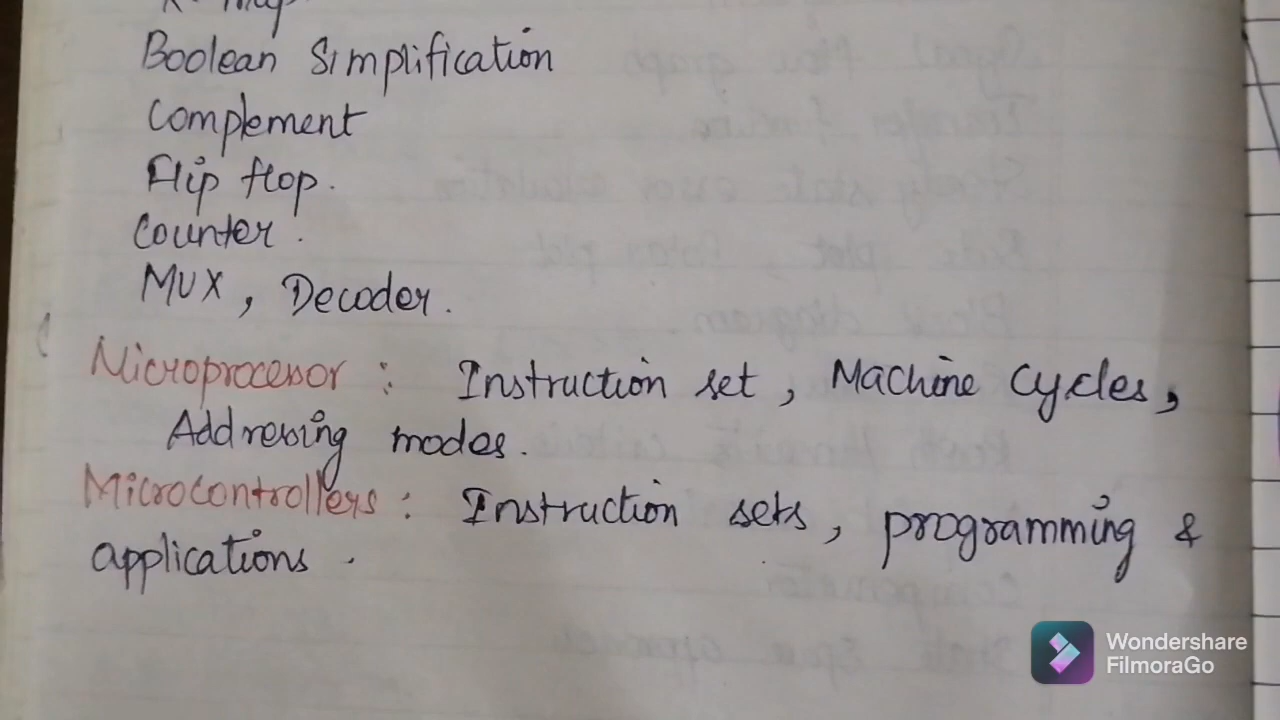 K-map
Boolean Simplification
Complement
Flip flop.
Counter.
MUX, Decoder.
Microprocessor : Instruction set, Machine Cycles,
Addressing modes.
Microcontrollers : Instruction sets, programming &
applications.
Wondershare
FilmoraGo